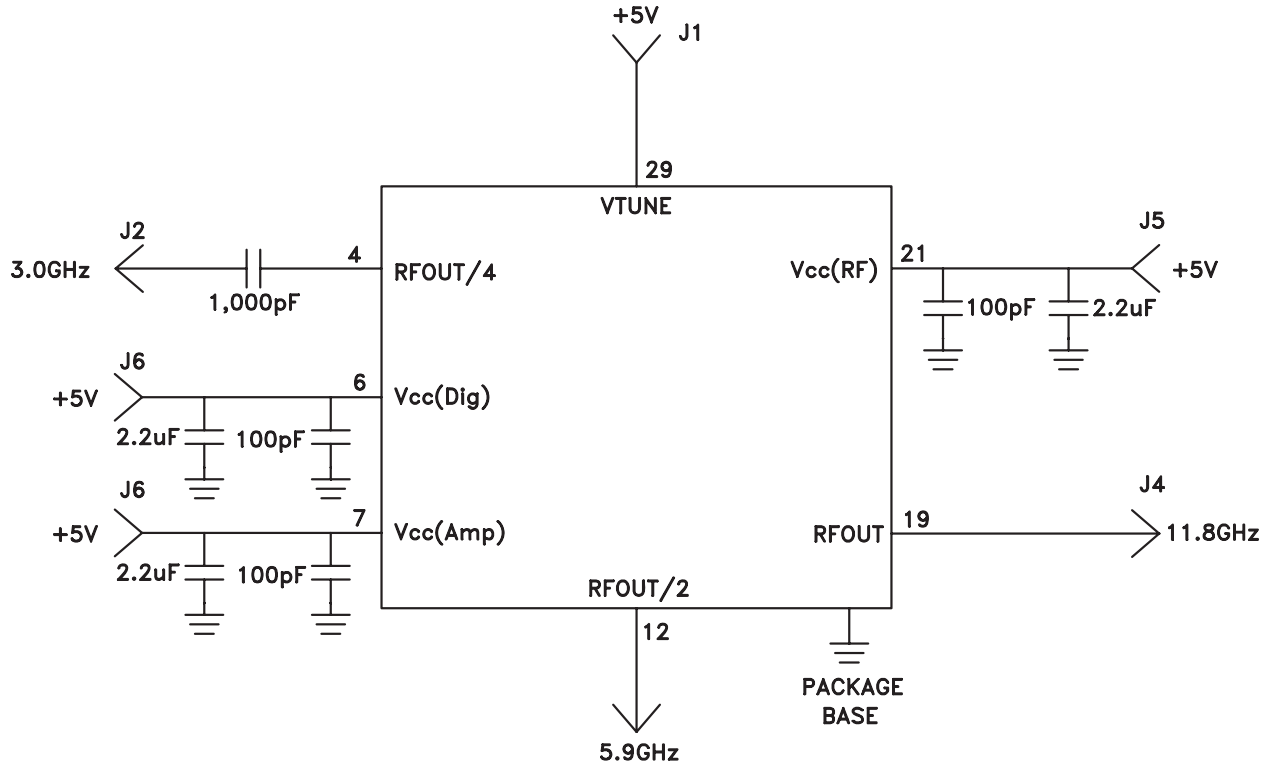 +5V
J1
29
VTUNE
J2
3.0GHz
4
RFOUT/4
1,000pF
J6
+5V
6
Vcc(Dig)
2.2uF
100pF
J6
+5V
7
Vcc(Amp)
2.2uF
100pF
RFOUT/2
12
5.9GHz
Vcc(RF)
21
J5
+5V
100pF
2.2uF
RFOUT
19
J4
11.8GHz
PACKAGE
BASE